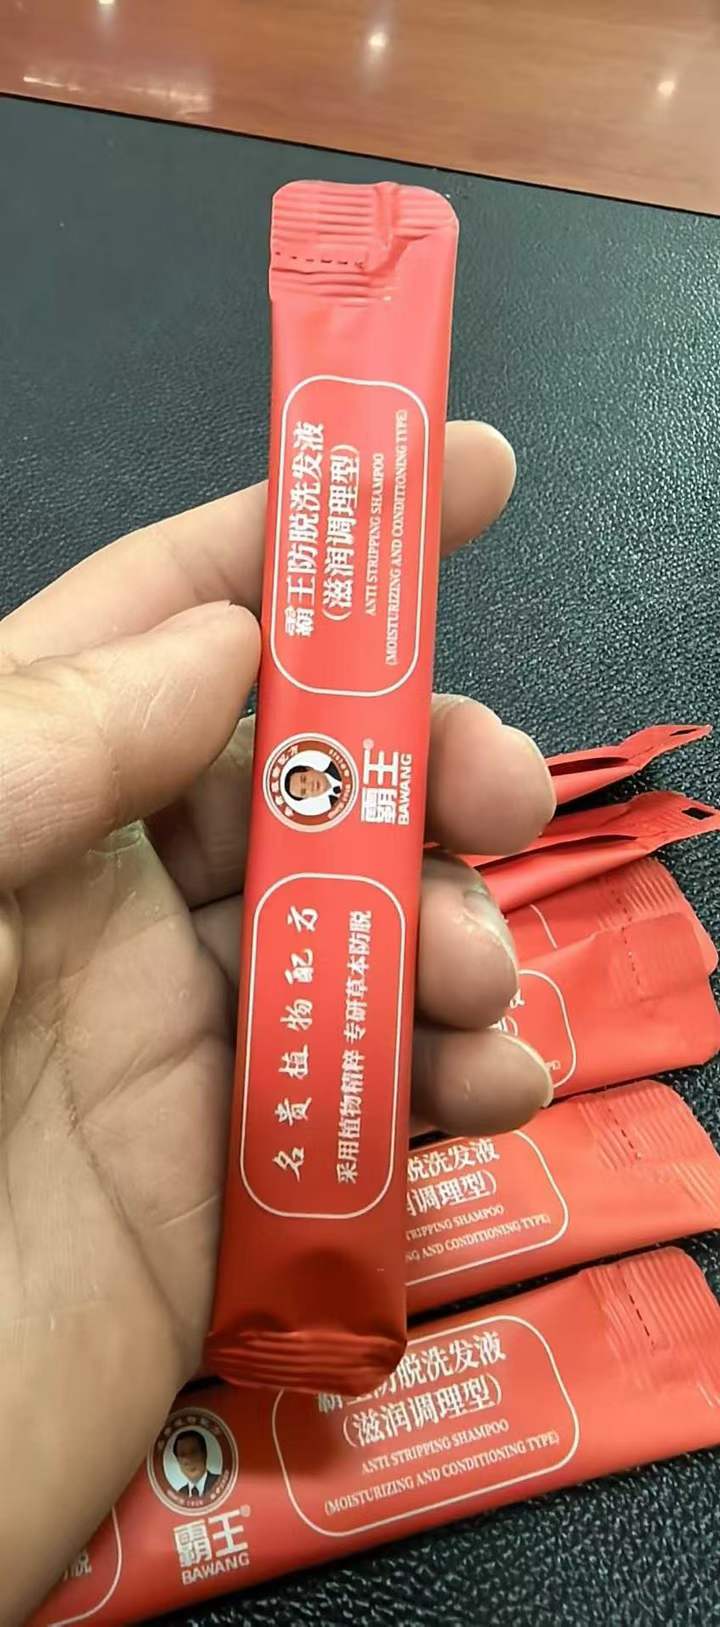 霸王防脱洗发液
(滋润调理型)
ANTI STRIPPING SHAMPOO
(MOISTURIZING AND CONDITIONING TYPE)
霸王®
BAWANG
名贵植物配方
采用植物精粹 专研草本防脱
脱洗发液
调理型)
TRIPPING SHAMPOO
NG AND CONDITIONING TYPE)
防脱洗发液
(滋润调理型)
ANTI STRIPPING SHAMPOO
(MOISTURIZING AND CONDITIONING TYPE)
霸王®
BAWANG